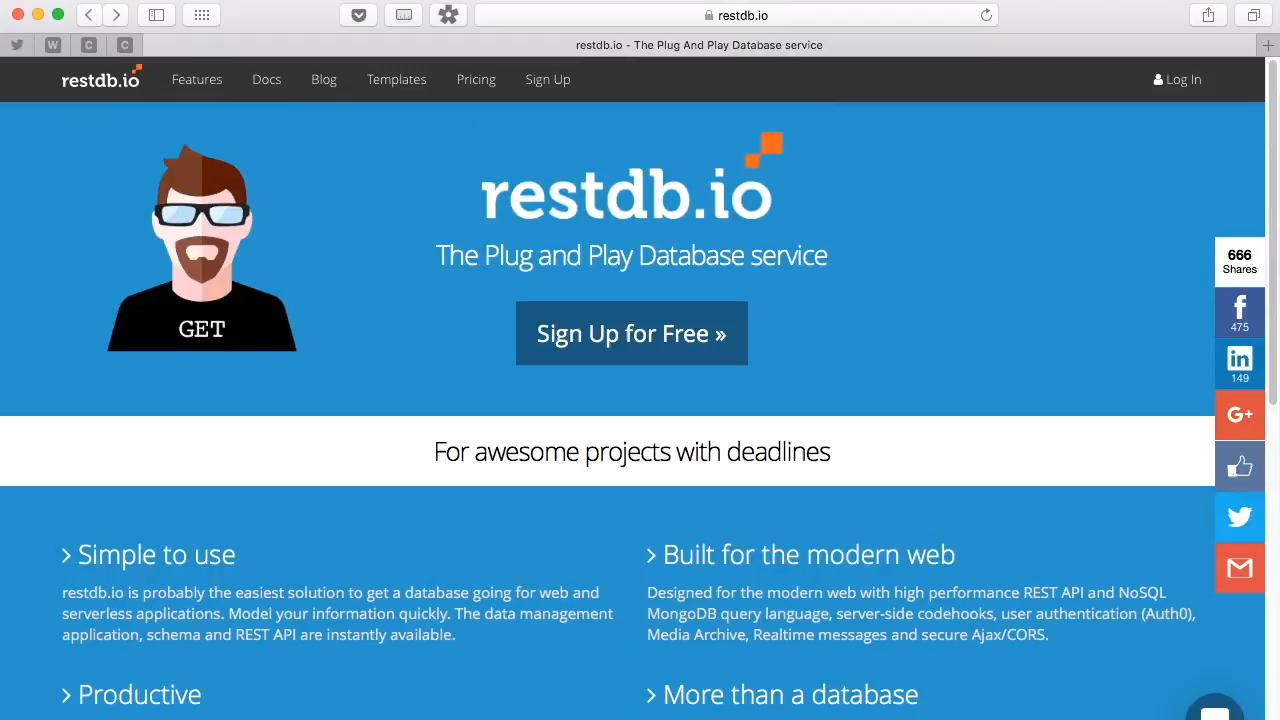 restdb.io
W C C
restdb.io - The Plug And Play Database service
restdb.io Features Docs Blog Templates Pricing Sign Up Log In
restdb.io
The Plug and Play Database service
GET
Sign Up for Free »
666
Shares
f
475
in
149
G+
For awesome projects with deadlines
Simple to use
restdb.io is probably the easiest solution to get a database going for web and
serverless applications. Model your information quickly. The data management
application, schema and REST API are instantly available.
Built for the modern web
Designed for the modern web with high performance REST API and NoSQL
MongoDB query language, server-side codehooks, user authentication (Auth0),
Media Archive, Realtime messages and secure Ajax/CORS.
Productive
More than a database